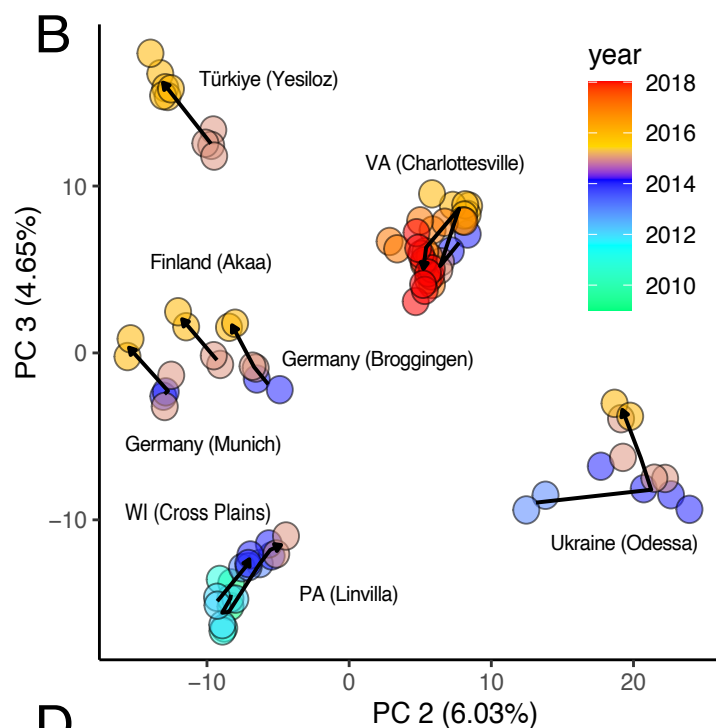 B
year
2018
2016
2014
2012
2010
Türkiye (Yesiloz)
VA (Charlottesville)
10
Finland (Akaa)
PC 3 (4.65%)
0
Germany (Broggingen)
Germany (Munich)
WI (Cross Plains)
−10
Ukraine (Odessa)
PA (Linvilla)
−10
0
10
20
PC 2 (6.03%)
D